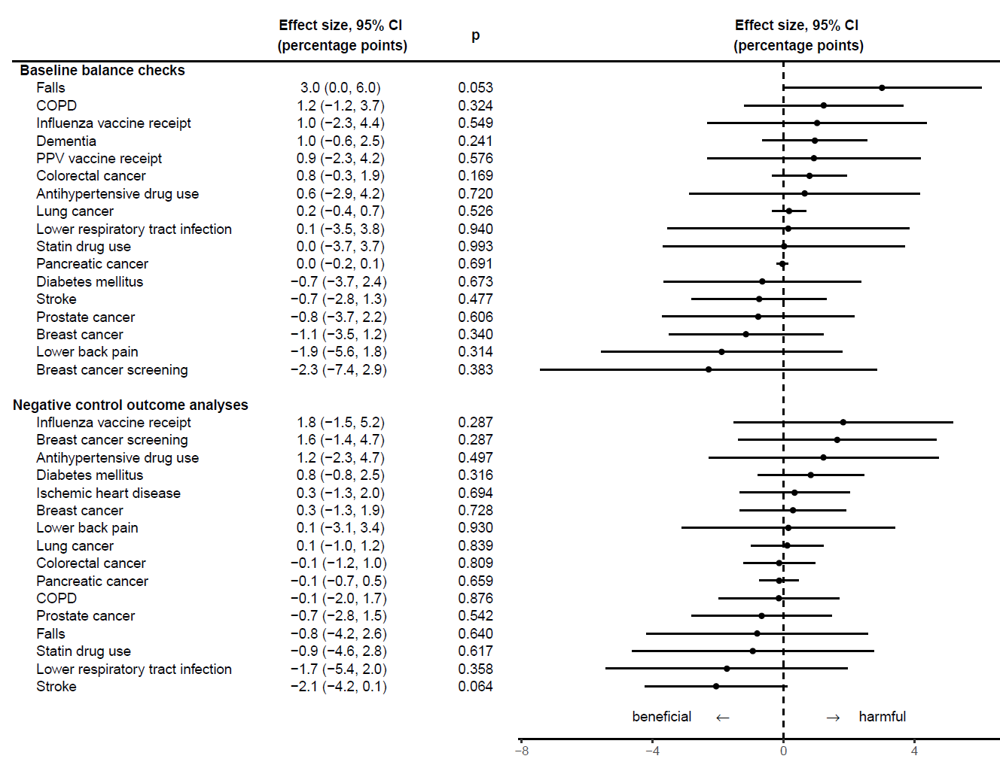 Effect size, 95% CI (percentage points) p Effect size, 95% CI (percentage points)
Baseline balance checks
Falls 3.0 (0.0, 6.0) 0.053
COPD 1.2 (−1.2, 3.7) 0.324
Influenza vaccine receipt 1.0 (−2.3, 4.4) 0.549
Dementia 1.0 (−0.6, 2.5) 0.241
PPV vaccine receipt 0.9 (−2.3, 4.2) 0.576
Colorectal cancer 0.8 (−0.3, 1.9) 0.169
Antihypertensive drug use 0.6 (−2.9, 4.2) 0.720
Lung cancer 0.2 (−0.4, 0.7) 0.526
Lower respiratory tract infection 0.1 (−3.5, 3.8) 0.940
Statin drug use 0.0 (−3.7, 3.7) 0.993
Pancreatic cancer 0.0 (−0.2, 0.1) 0.691
Diabetes mellitus −0.7 (−3.7, 2.4) 0.673
Stroke −0.7 (−2.8, 1.3) 0.477
Prostate cancer −0.8 (−3.7, 2.2) 0.606
Breast cancer −1.1 (−3.5, 1.2) 0.340
Lower back pain −1.9 (−5.6, 1.8) 0.314
Breast cancer screening −2.3 (−7.4, 2.9) 0.383
Negative control outcome analyses
Influenza vaccine receipt 1.8 (−1.5, 5.2) 0.287
Breast cancer screening 1.6 (−1.4, 4.7) 0.287
Antihypertensive drug use 1.2 (−2.3, 4.7) 0.497
Diabetes mellitus 0.8 (−0.8, 2.5) 0.316
Ischemic heart disease 0.3 (−1.3, 2.0) 0.694
Breast cancer 0.3 (−1.3, 1.9) 0.728
Lower back pain 0.1 (−3.1, 3.4) 0.930
Lung cancer 0.1 (−1.0, 1.2) 0.839
Colorectal cancer −0.1 (−1.2, 1.0) 0.809
Pancreatic cancer −0.1 (−0.7, 0.5) 0.659
COPD −0.1 (−2.0, 1.7) 0.876
Prostate cancer −0.7 (−2.8, 1.5) 0.542
Falls −0.8 (−4.2, 2.6) 0.640
Statin drug use −0.9 (−4.6, 2.8) 0.617
Lower respiratory tract infection −1.7 (−5.4, 2.0) 0.358
Stroke −2.1 (−4.2, 0.1) 0.064
beneficial ← → harmful
−8 −4 0 4